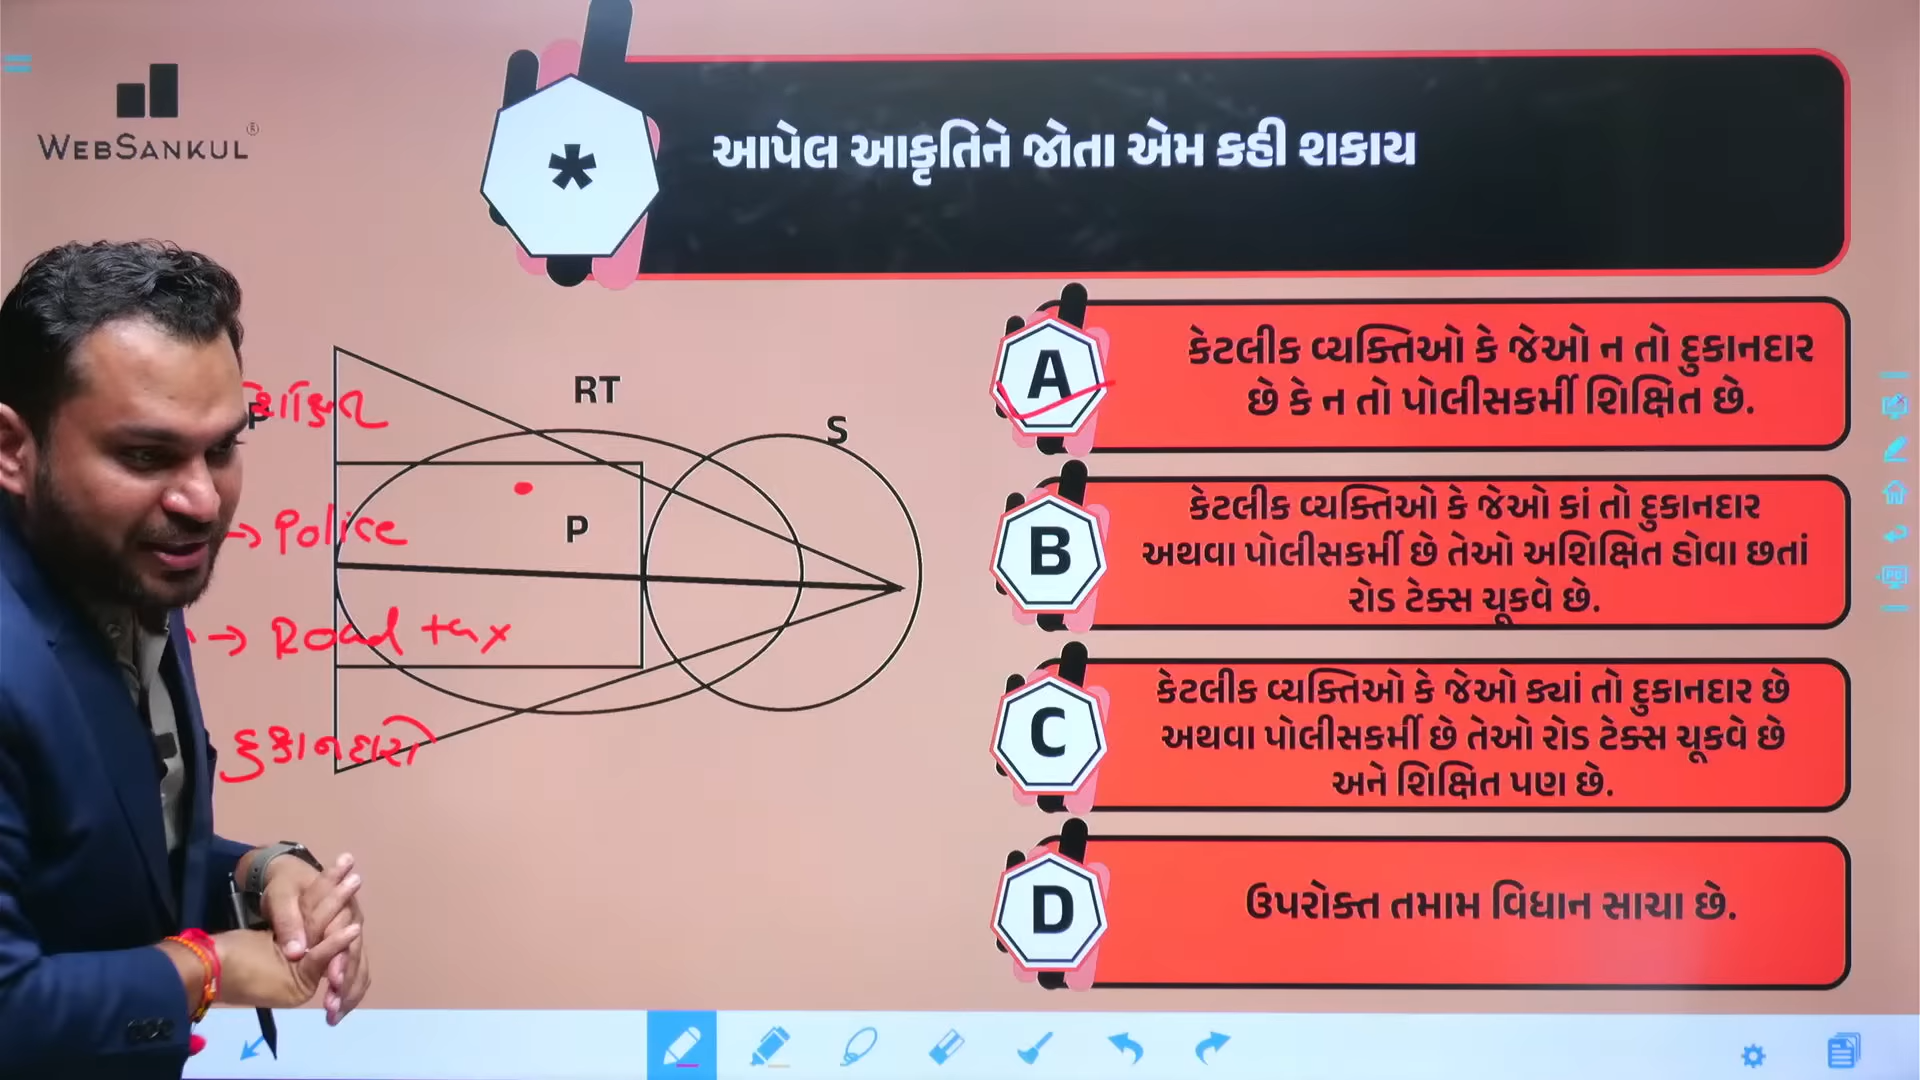 WEBSANKUL®
*
આપેલ આકૃતિને જોતા એમ કહી શકાય
RT
S
P
→ Police
→ Road tax
દુકાનદારો
A
કેટલીક વ્યક્તિઓ કે જેઓ ન તો દુકાનદાર
છે કે ન તો પોલીસકર્મી શિક્ષિત છે.
B
કેટલીક વ્યક્તિઓ કે જેઓ કાં તો દુકાનદાર
અથવા પોલીસકર્મી છે તેઓ અશિક્ષિત હોવા છતાં
રોડ ટેક્સ ચૂકવે છે.
C
કેટલીક વ્યક્તિઓ કે જેઓ ક્યાં તો દુકાનદાર છે
અથવા પોલીસકર્મી છે તેઓ રોડ ટેક્સ ચૂકવે છે
અને શિક્ષિત પણ છે.
D
ઉપરોક્ત તમામ વિધાન સાચા છે.